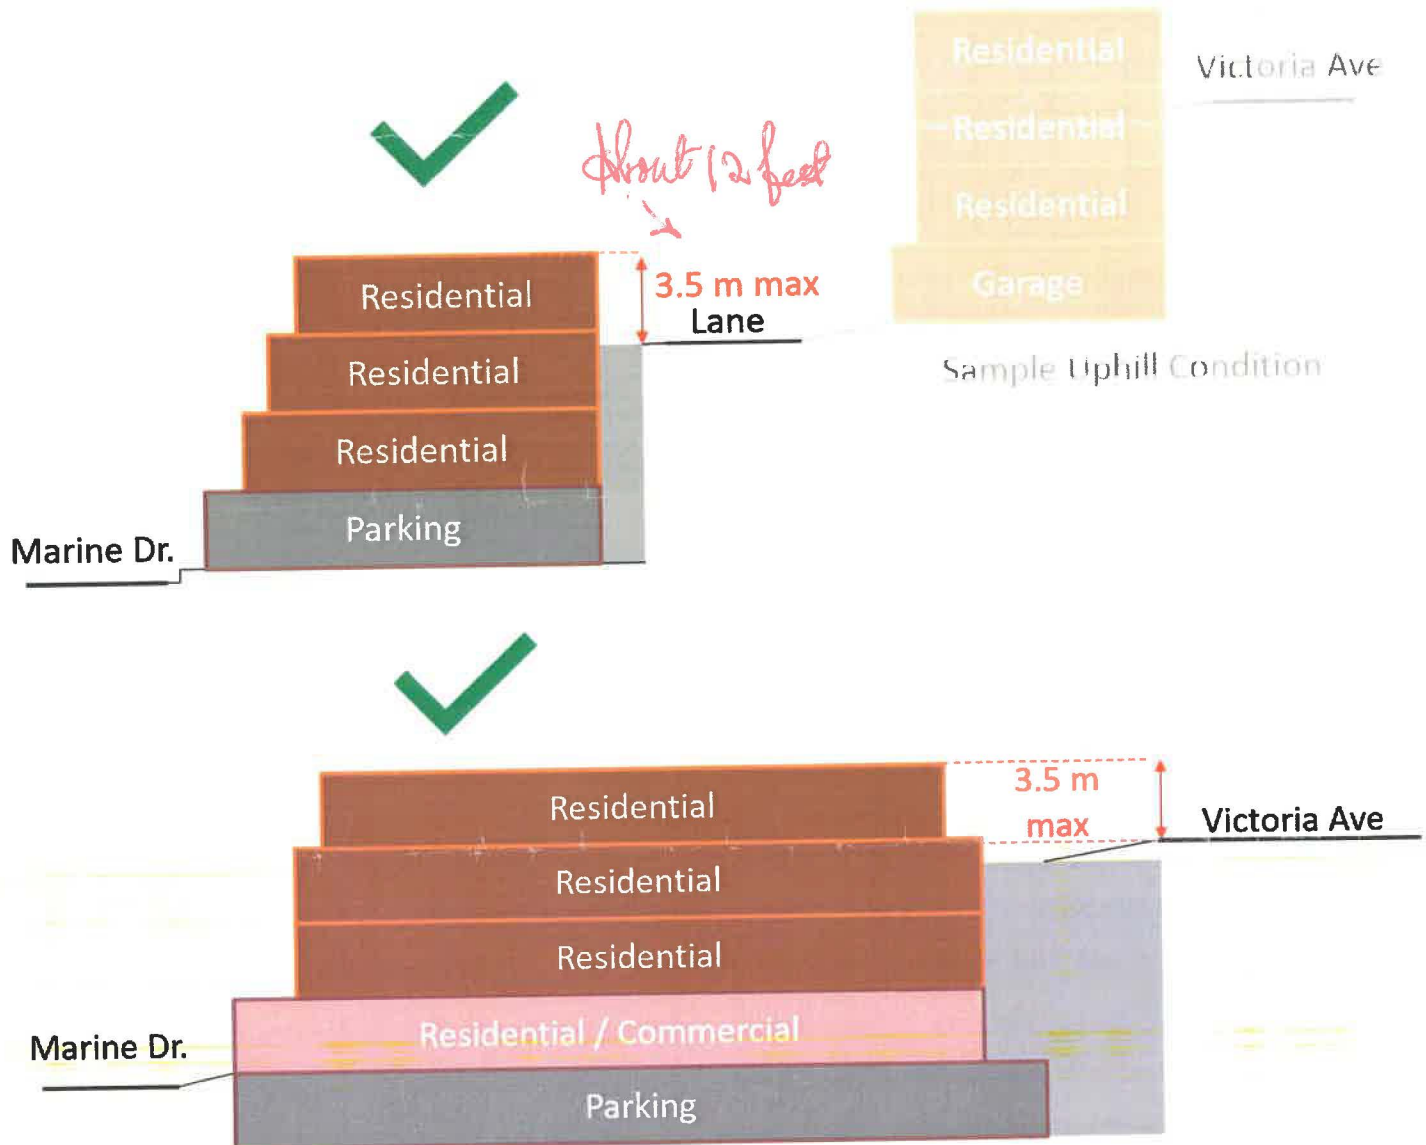 Residential
Victoria Ave
Residential
Residential
Garage
Sample Uphill Condition
About 12 feet
3.5 m max
Lane
Residential
Residential
Residential
Parking
Marine Dr.
3.5 m
max
Victoria Ave
Residential
Residential
Residential
Residential / Commercial
Marine Dr.
Parking